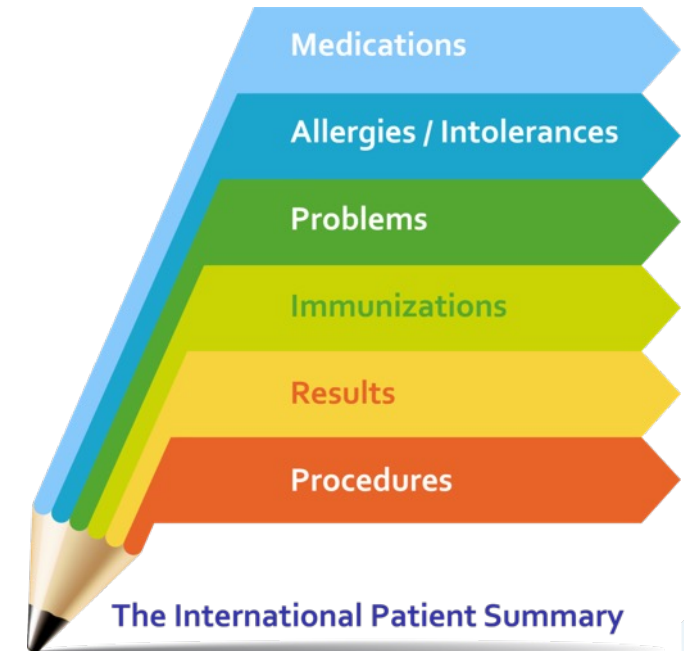 Medications
Allergies / Intolerances
Problems
Immunizations
Results
Procedures
The International Patient Summary